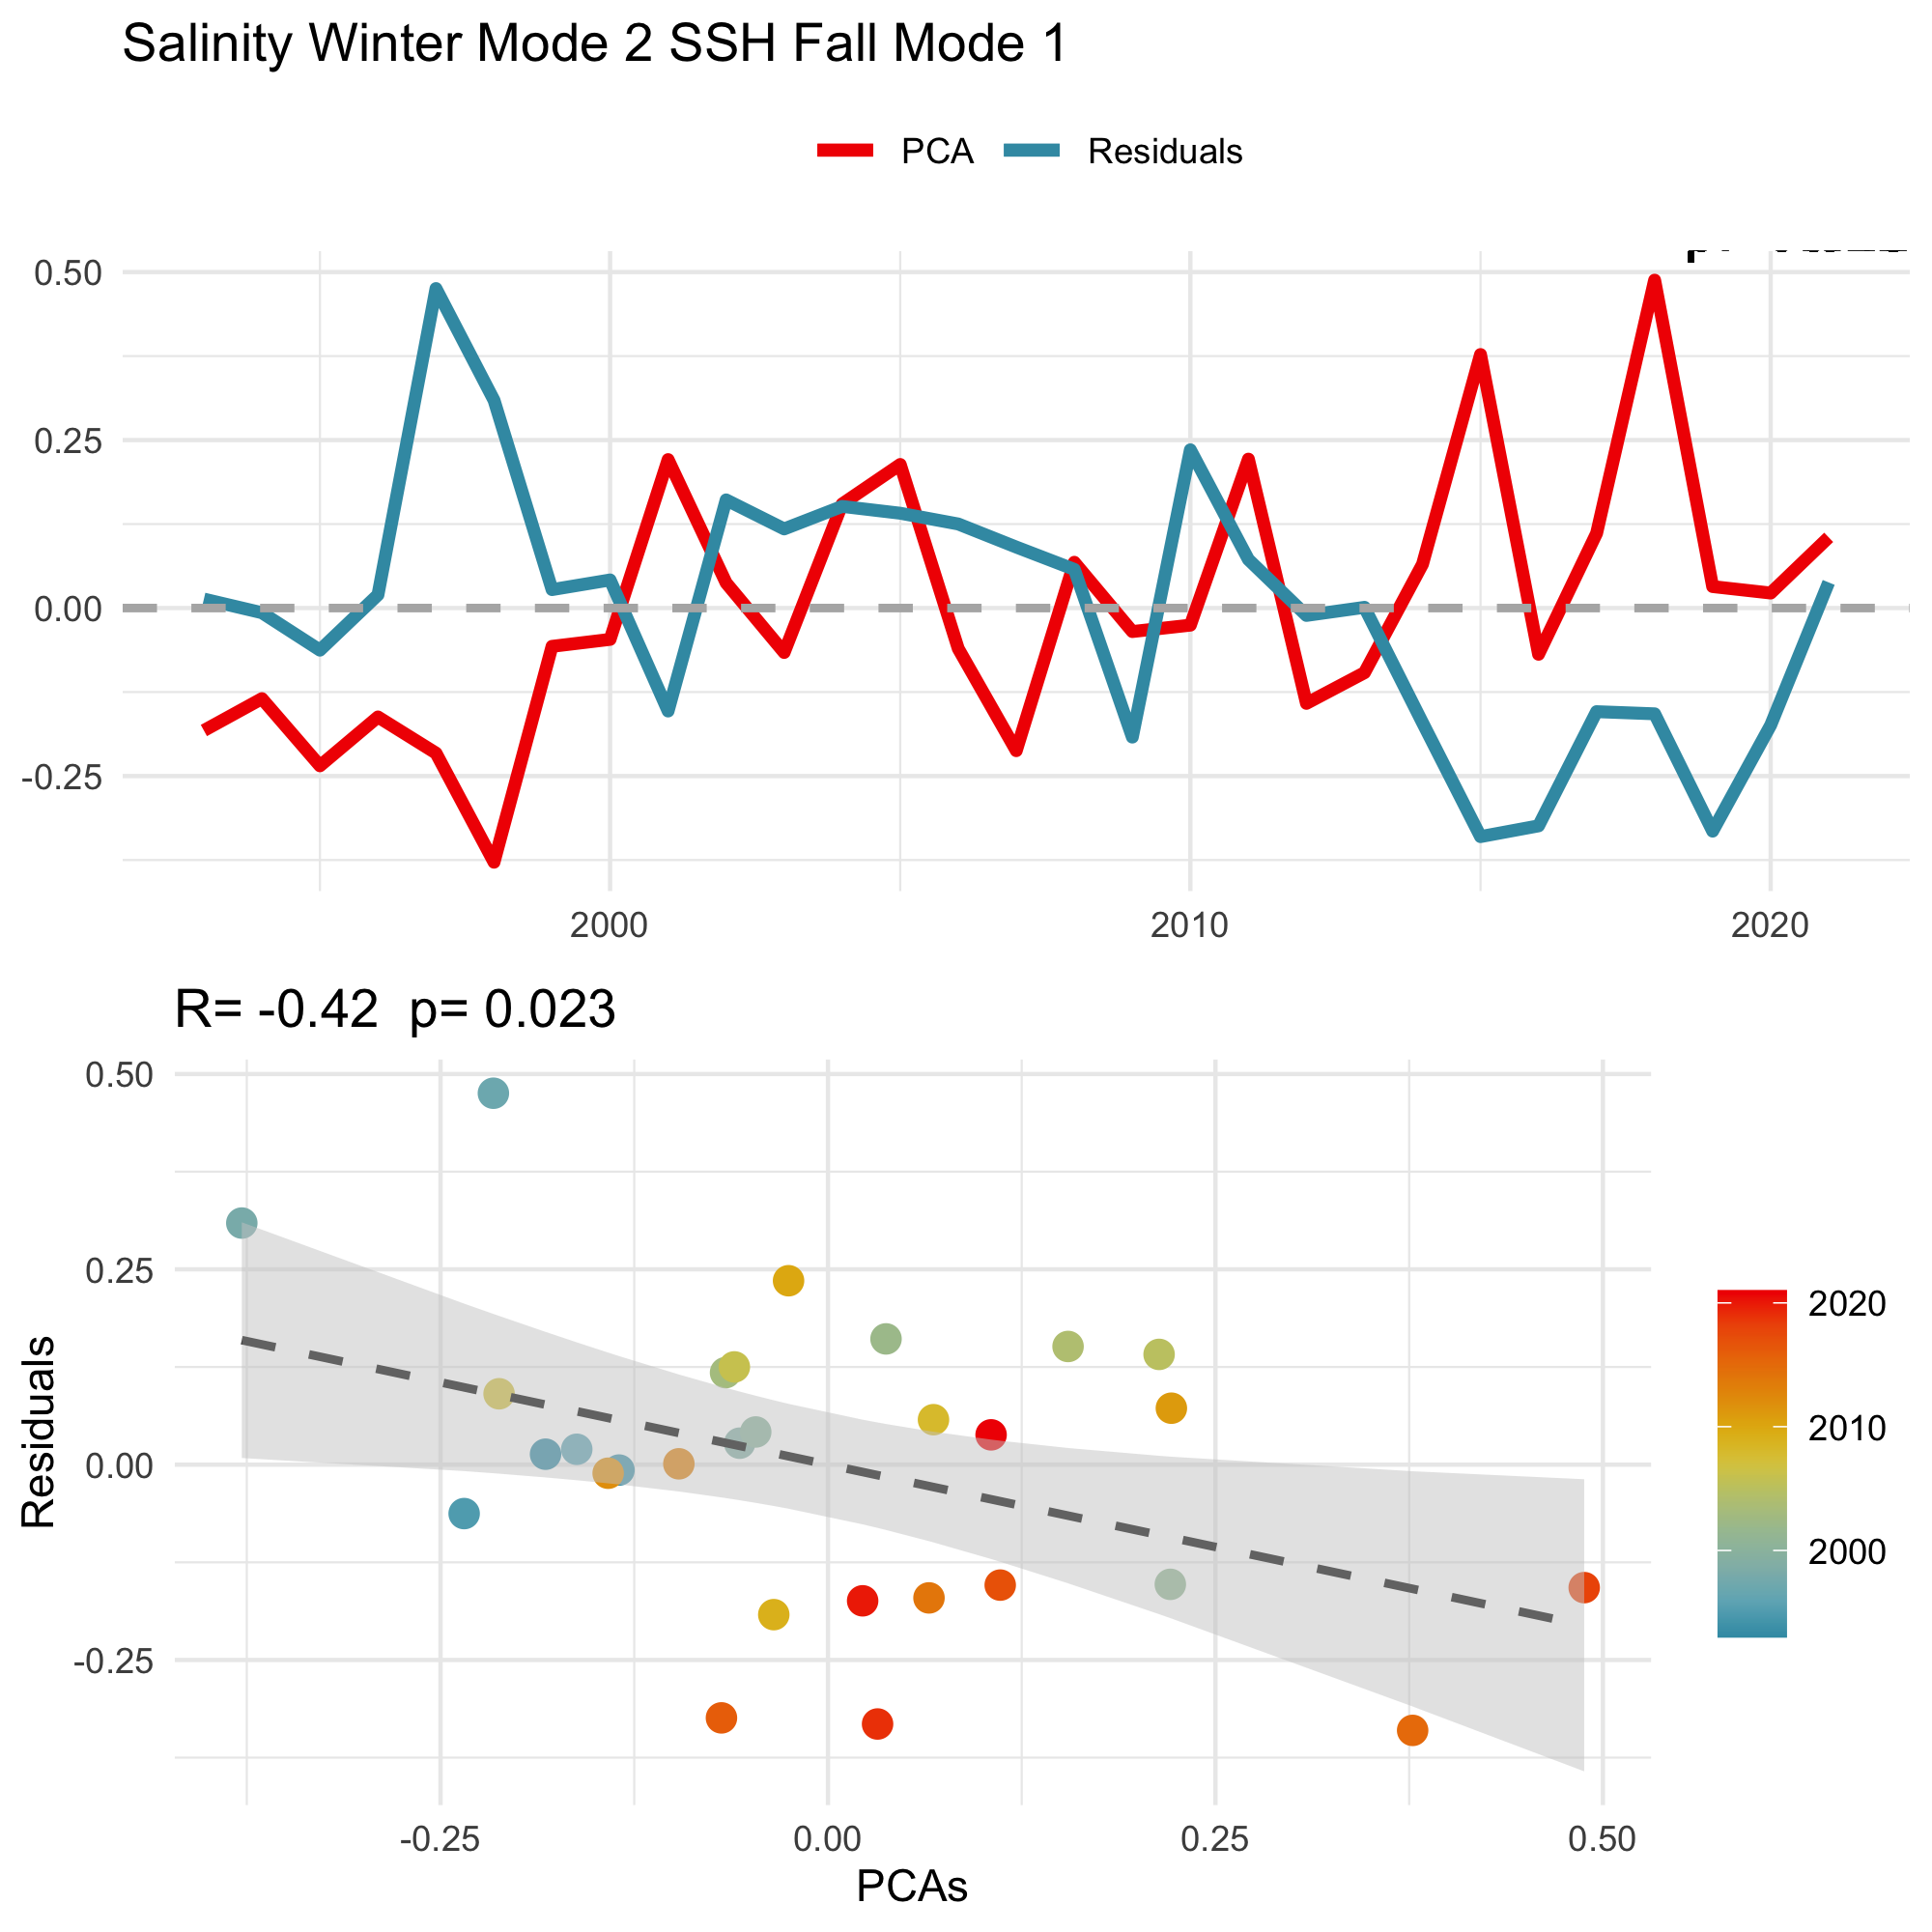 Salinity Winter Mode 2 SSH Fall Mode 1
PCA Residuals
0.50
0.25
0.00
-0.25
2000 2010 2020
R= -0.42 p= 0.023
Residuals
0.50
0.25
0.00
-0.25
-0.25 0.00 0.25 0.50
PCAs
2020
2010
2000